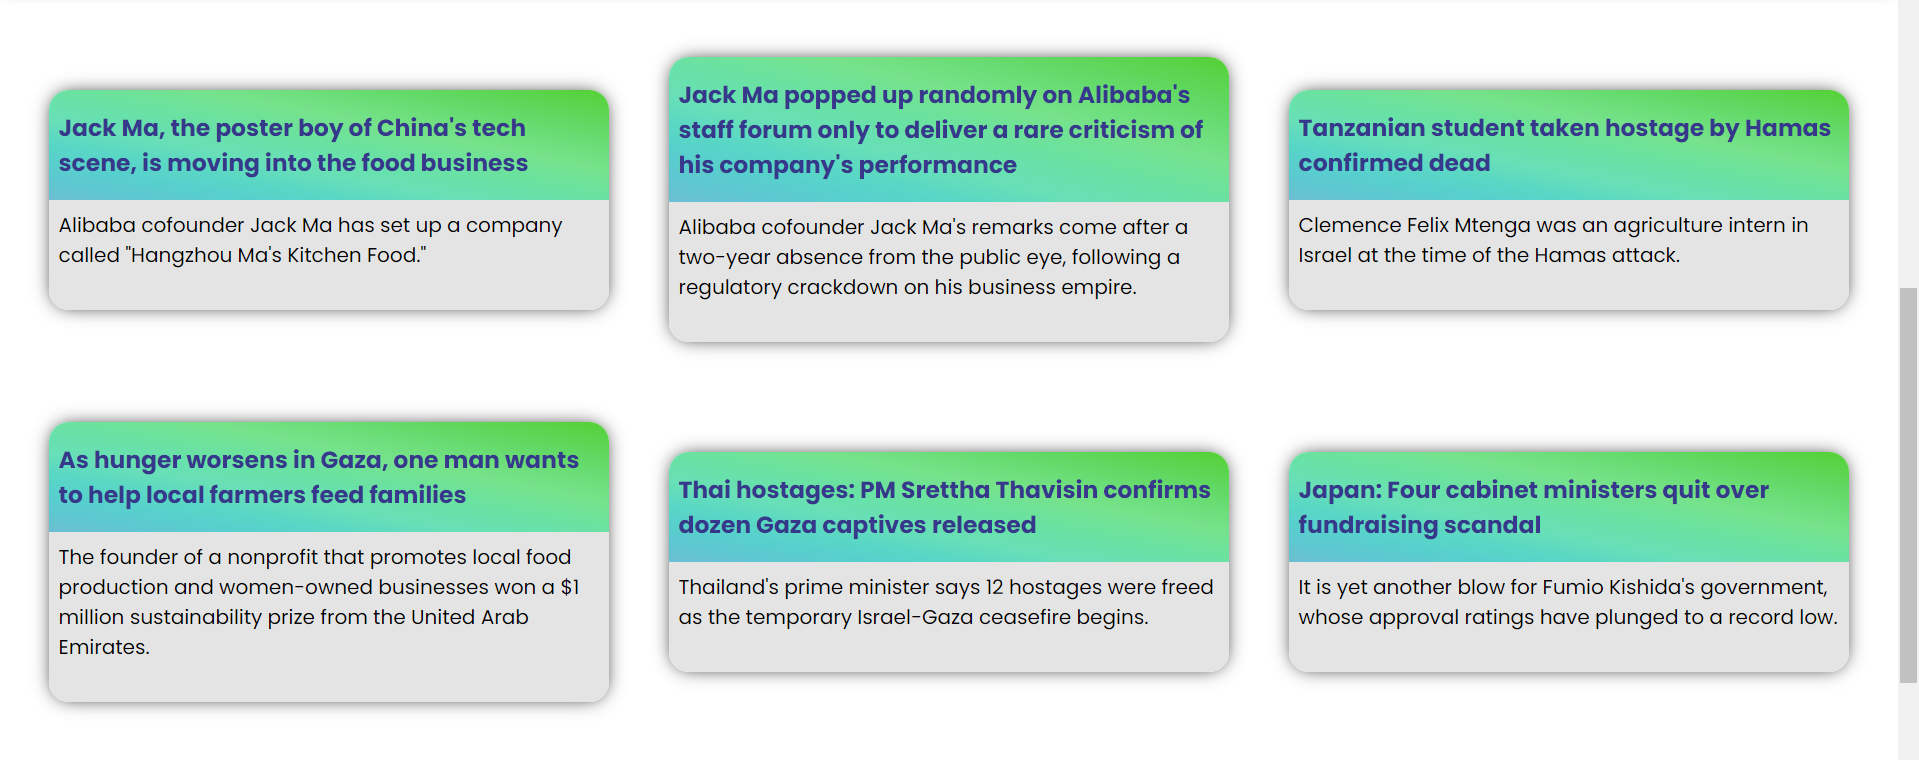 Jack Ma, the poster boy of China's tech
scene, is moving into the food business
Alibaba cofounder Jack Ma has set up a company
called "Hangzhou Ma's Kitchen Food."
Jack Ma popped up randomly on Alibaba's
staff forum only to deliver a rare criticism of
his company's performance
Alibaba cofounder Jack Ma's remarks come after a
two-year absence from the public eye, following a
regulatory crackdown on his business empire.
Tanzanian student taken hostage by Hamas
confirmed dead
Clemence Felix Mtenga was an agriculture intern in
Israel at the time of the Hamas attack.
As hunger worsens in Gaza, one man wants
to help local farmers feed families
The founder of a nonprofit that promotes local food
production and women-owned businesses won a $1
million sustainability prize from the United Arab
Emirates.
Thai hostages: PM Srettha Thavisin confirms
dozen Gaza captives released
Thailand's prime minister says 12 hostages were freed
as the temporary Israel-Gaza ceasefire begins.
Japan: Four cabinet ministers quit over
fundraising scandal
It is yet another blow for Fumio Kishida's government,
whose approval ratings have plunged to a record low.